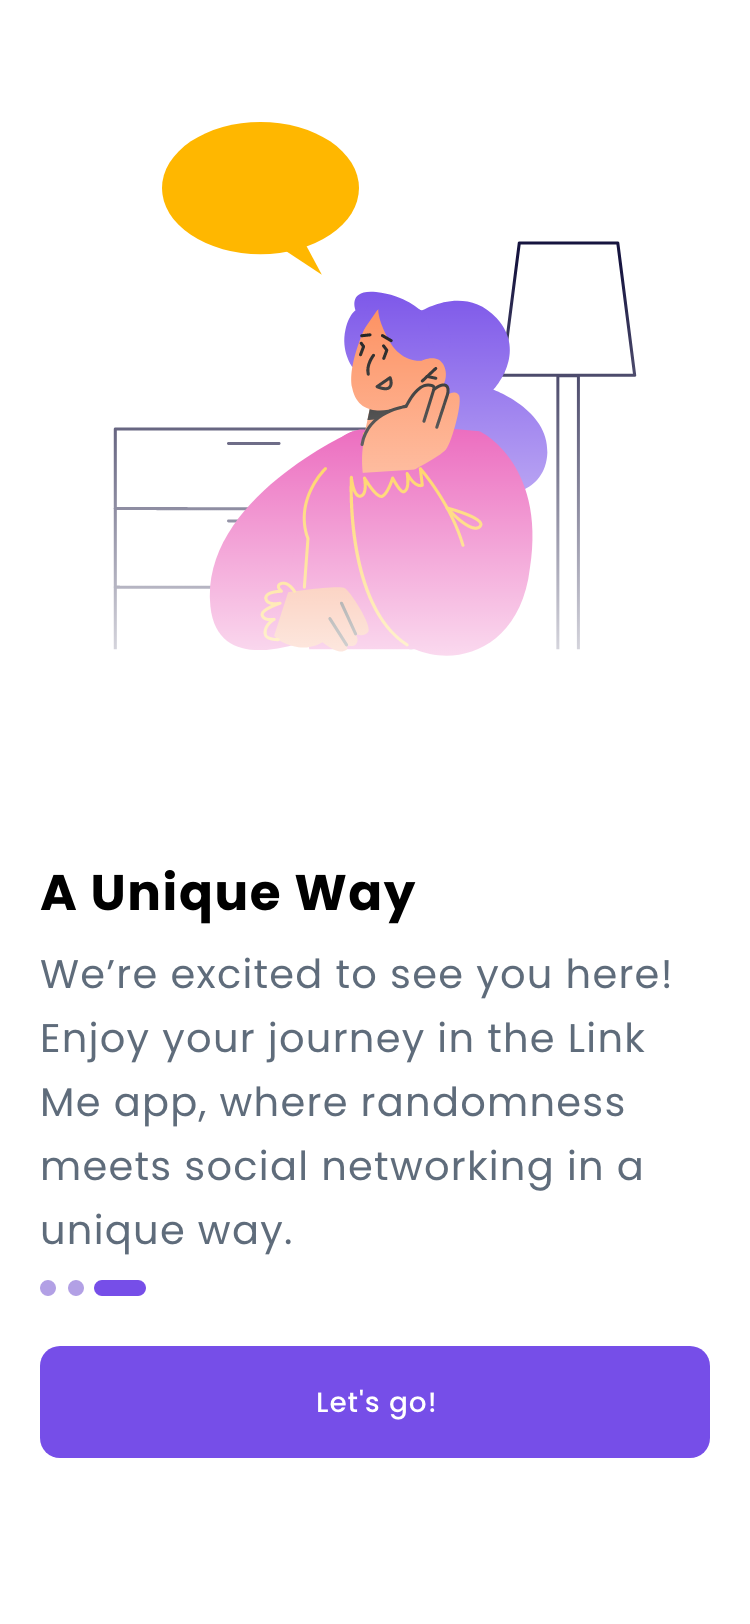 A Unique Way
We’re excited to see you here!
Enjoy your journey in the Link
Me app, where randomness
meets social networking in a
unique way.
Let's go!